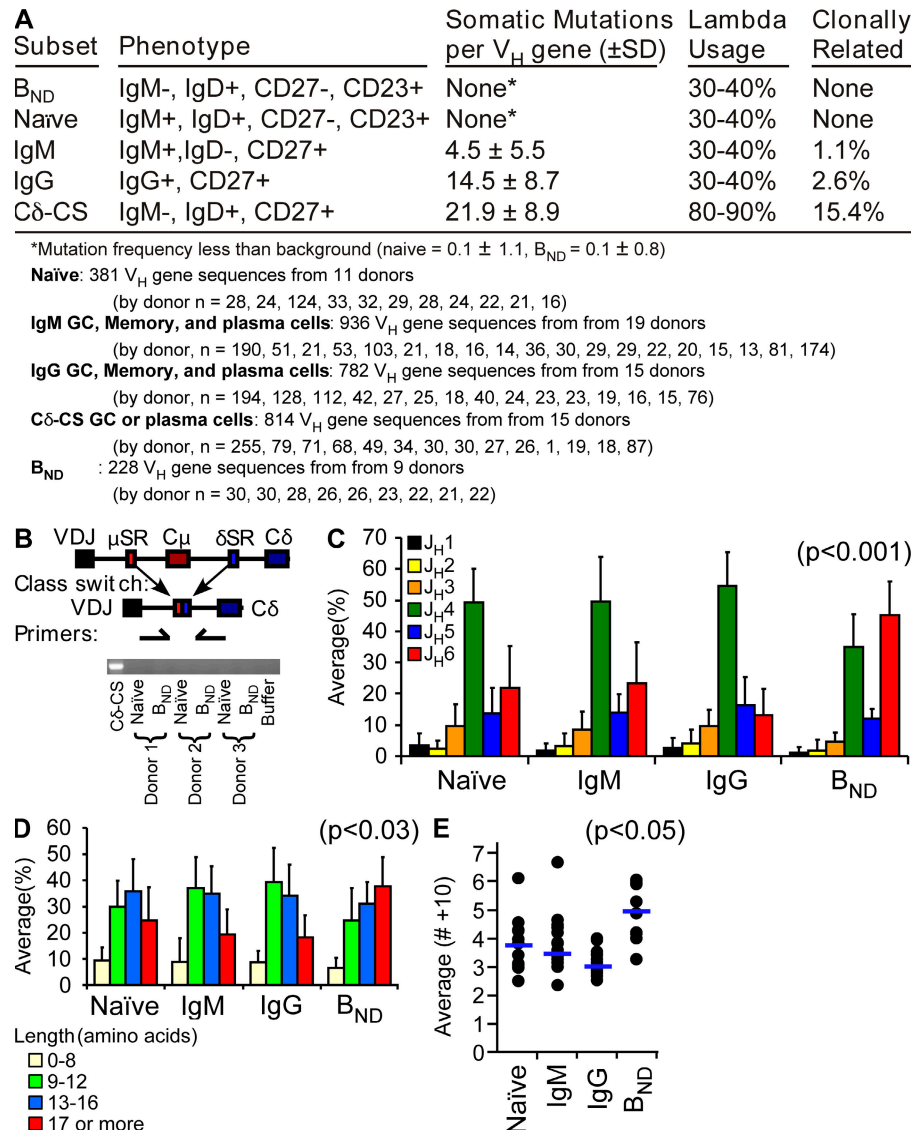 A
Subset Phenotype Somatic Mutations per VH gene (±SD) Lambda Usage Clonally Related
BND IgM-, IgD+, CD27-, CD23+ None* 30-40% None
Naïve IgM+, IgD+, CD27-, CD23+ None* 30-40% None
IgM IgM+,IgD-, CD27+ 4.5 ± 5.5 30-40% 1.1%
IgG IgG+, CD27+ 14.5 ± 8.7 30-40% 2.6%
Cδ-CS IgM-, IgD+, CD27+ 21.9 ± 8.9 80-90% 15.4%
*Mutation frequency less than background (naive = 0.1 ± 1.1, BND = 0.1 ± 0.8)
Naïve: 381 VH gene sequences from 11 donors
(by donor n = 28, 24, 124, 33, 32, 29, 28, 24, 22, 21, 16)
IgM GC, Memory, and plasma cells: 936 VH gene sequences from from 19 donors
(by donor, n = 190, 51, 21, 53, 103, 21, 18, 16, 14, 36, 30, 29, 29, 22, 20, 15, 13, 81, 174)
IgG GC, Memory, and plasma cells: 782 VH gene sequences from from 15 donors
(by donor, n = 194, 128, 112, 42, 27, 25, 18, 40, 24, 23, 23, 19, 16, 15, 76)
Cδ-CS GC or plasma cells: 814 VH gene sequences from from 15 donors
(by donor, n = 255, 79, 71, 68, 49, 34, 30, 30, 27, 26, 1, 19, 18, 87)
BND : 228 VH gene sequences from from 9 donors
(by donor n = 30, 30, 28, 26, 26, 23, 22, 21, 22)
B
VDJ µSR Cµ δSR Cδ
Class switch:
VDJ Cδ
Primers:
Cδ-CS Naïve BND Naïve BND Naïve BND Buffer
Donor 1 Donor 2 Donor 3
C
(p<0.001)
Average(%)
70
60
50
40
30
20
10
0
JH1
JH2
JH3
JH4
JH5
JH6
Naïve IgM IgG BND
D
(p<0.03)
Average(%)
60
50
40
30
20
10
0
Naïve IgM IgG BND
Length(amino acids)
0-8
9-12
13-16
17 or more
E
(p<0.05)
Average (# +10)
7
6
5
4
3
2
1
0
Naïve IgM IgG BND